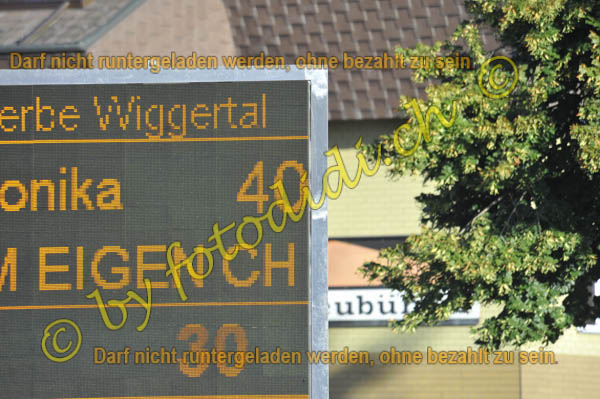 Darf nicht runtergeladen werden, ohne bezahlt zu sein. ©
erbe Wiggertal
onika 40
M EIGEN CH
© by fotodidi.ch
eubür
30
Darf nicht runtergeladen werden, ohne bezahlt zu sein.